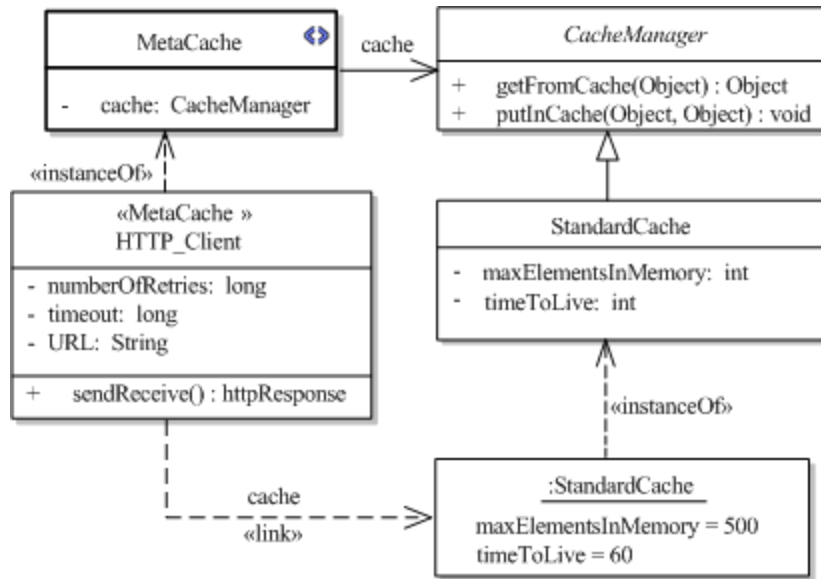 MetaCache
- cache: CacheManager
cache
CacheManager
+ getFromCache(Object) : Object
+ putInCache(Object, Object) : void
«instanceOf»
«MetaCache »
HTTP_Client
- numberOfRetries: long
- timeout: long
- URL: String
+ sendReceive() : httpResponse
StandardCache
- maxElementsInMemory: int
- timeToLive: int
«instanceOf»
cache
«link»
:StandardCache
maxElementsInMemory = 500
timeToLive = 60